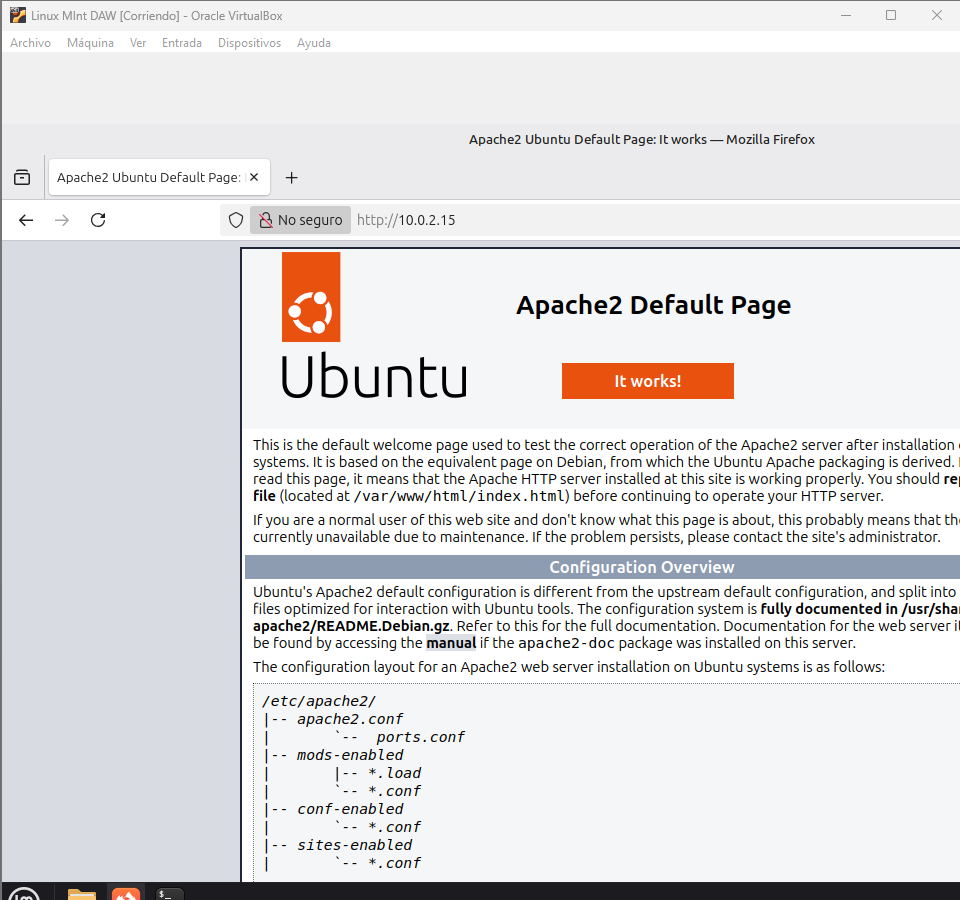 Linux MInt DAW [Corriendo] - Oracle VirtualBox
Archivo Máquina Ver Entrada Dispositivos Ayuda
Apache2 Ubuntu Default Page: It works — Mozilla Firefox
Apache2 Ubuntu Default Page:
No seguro http://10.0.2.15
Apache2 Default Page
Ubuntu
It works!
This is the default welcome page used to test the correct operation of the Apache2 server after installation
systems. It is based on the equivalent page on Debian, from which the Ubuntu Apache packaging is derived.
read this page, it means that the Apache HTTP server installed at this site is working properly. You should
file (located at /var/www/html/index.html) before continuing to operate your HTTP server.
If you are a normal user of this web site and don't know what this page is about, this probably means that
currently unavailable due to maintenance. If the problem persists, please contact the site's administrator.
Configuration Overview
Ubuntu's Apache2 default configuration is different from the upstream default configuration, and split into
files optimized for interaction with Ubuntu tools. The configuration system is fully documented in
apache2/README.Debian.gz. Refer to this for the full documentation. Documentation for the web server
be found by accessing the manual if the apache2-doc package was installed on this server.
The configuration layout for an Apache2 web server installation on Ubuntu systems is as follows:
/etc/apache2/
|-- apache2.conf
|       `--  ports.conf
|-- mods-enabled
|       |-- *.load
|       `-- *.conf
|-- conf-enabled
|       `-- *.conf
|-- sites-enabled
|       `-- *.conf